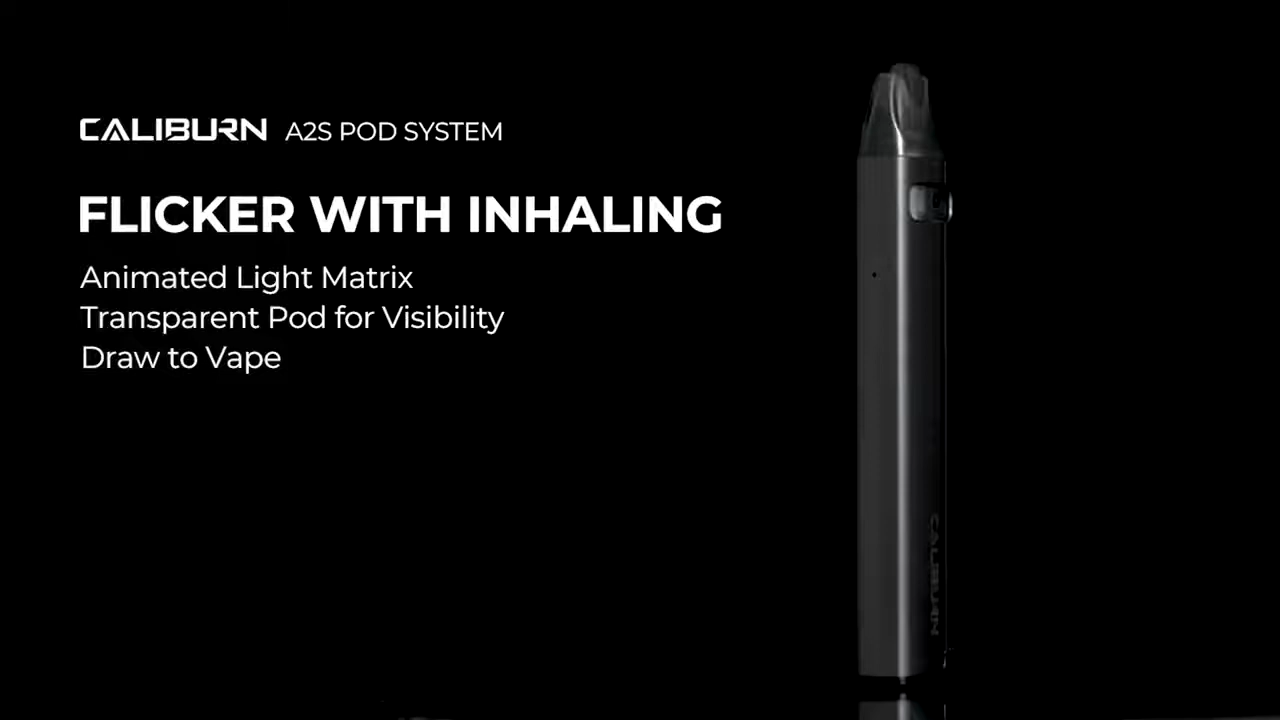 CALIBURN A2S POD SYSTEM
FLICKER WITH INHALING
Animated Light Matrix
Transparent Pod for Visibility
Draw to Vape
CALIBURN